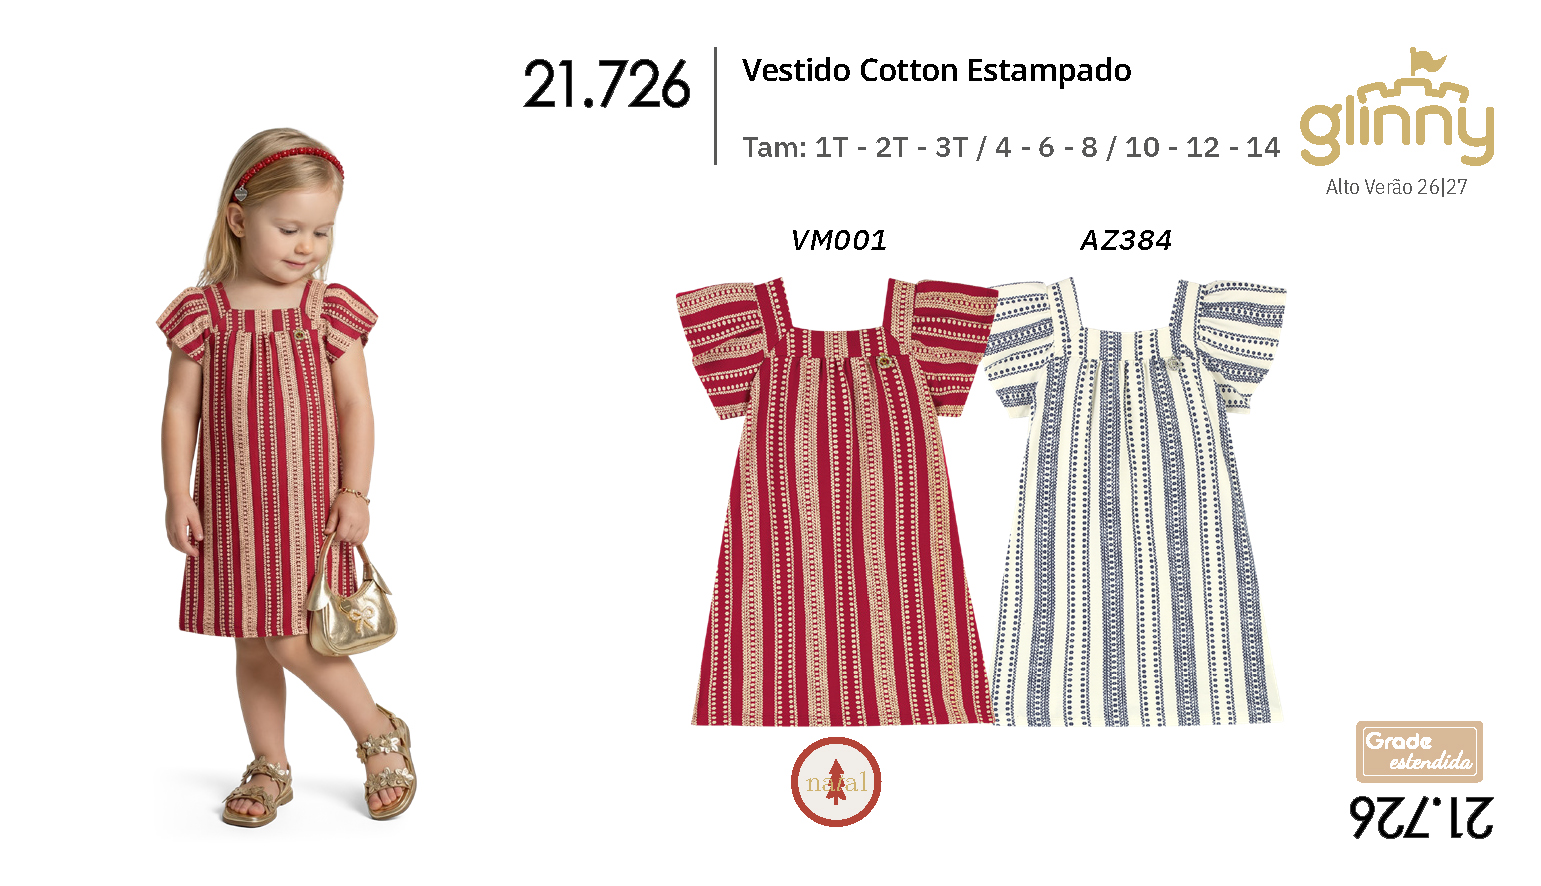 21.726
Vestido Cotton Estampado
Tam: 1T - 2T - 3T / 4 - 6 - 8 / 10 - 12 - 14
glinny
Alto Verão 26|27
VM001
AZ384
natal
Grade
estendida
21.726